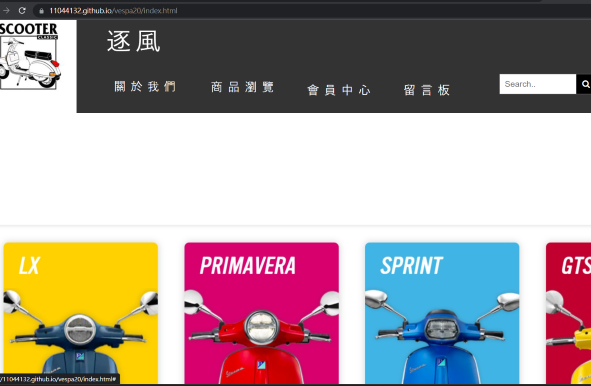 11044132.github.io/vespa20/index.html
SCOOTER
CLASSIC
逐風
關於我們
商品瀏覽
會員中心
留言板
Search..
LX
PRIMAVERA
SPRINT
GTS
/11044132.github.io/vespa20/index.html#